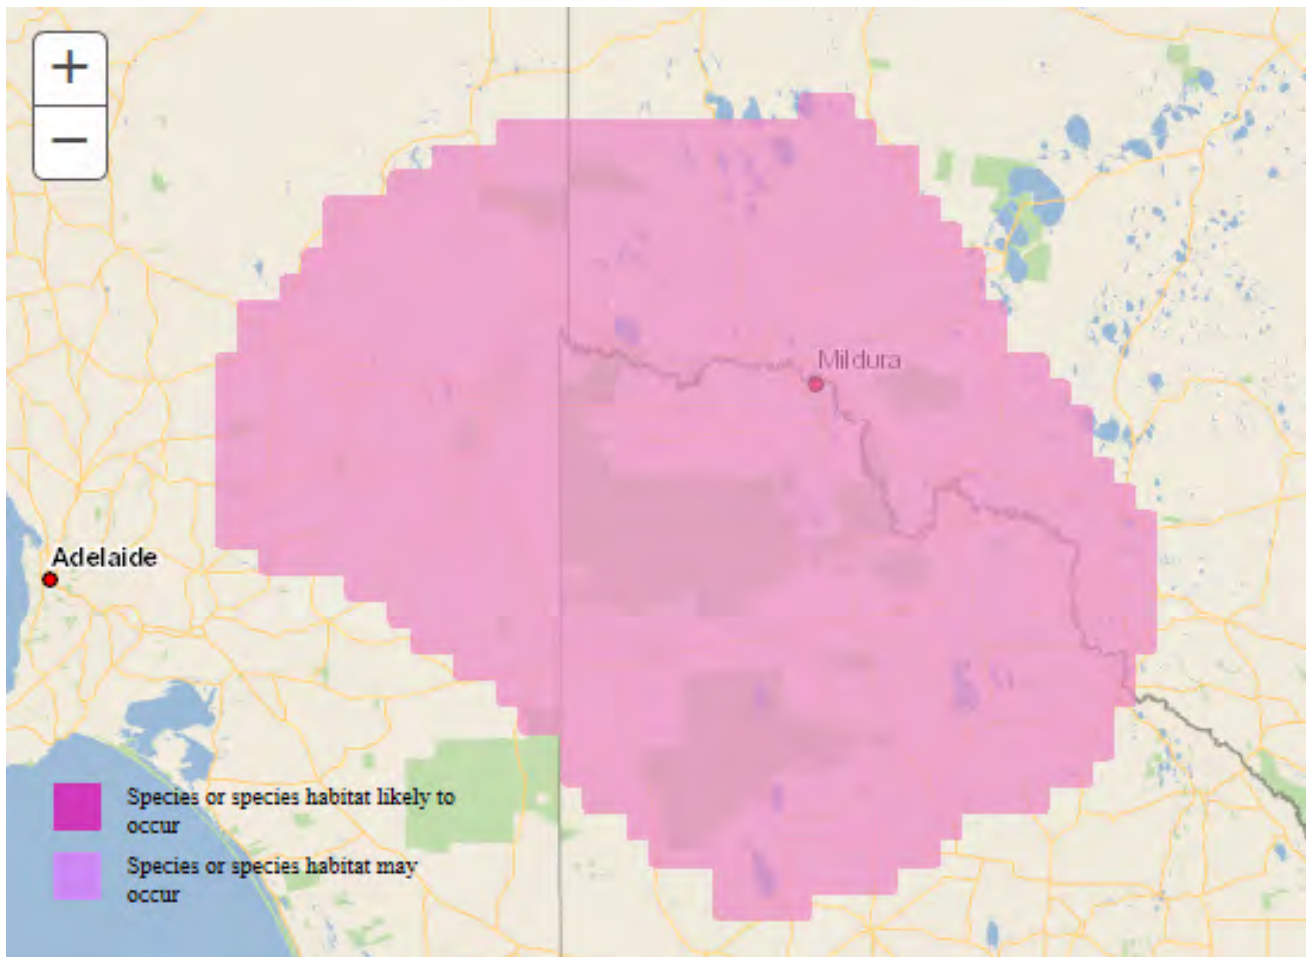 +
−
Mildura
Adelaide
Species or species habitat likely to
occur
Species or species habitat may
occur